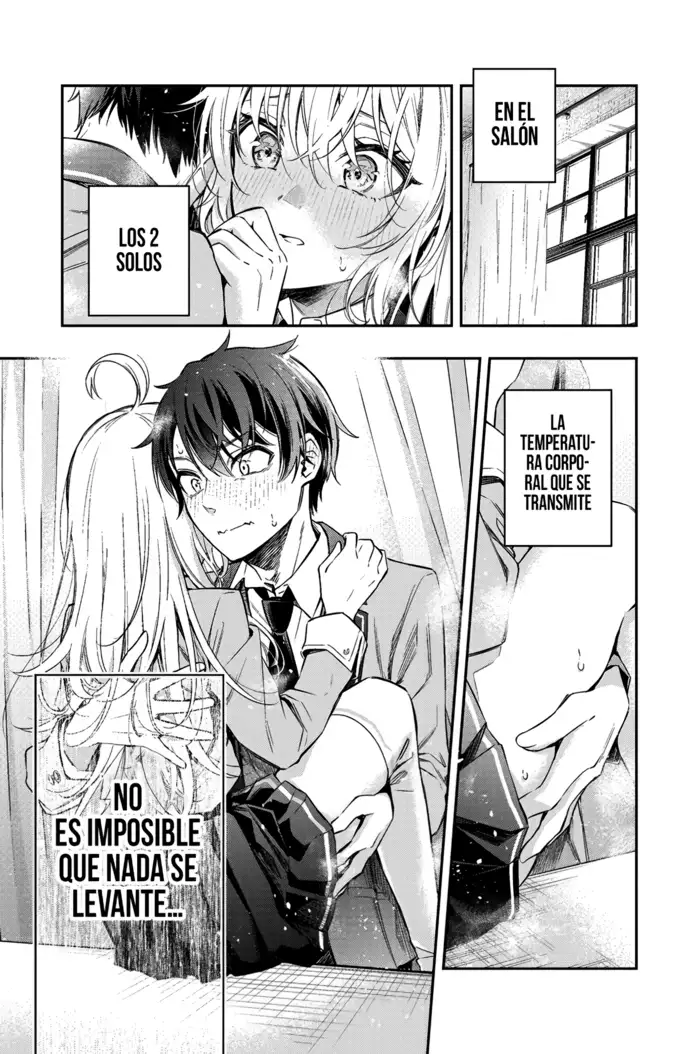 EN EL
SALÓN
LOS 2
SOLOS
LA
TEMPERATU-
RA CORPO-
RAL QUE SE
TRANSMITE
NO
ES IMPOSIBLE
QUE NADA SE
LEVANTE...